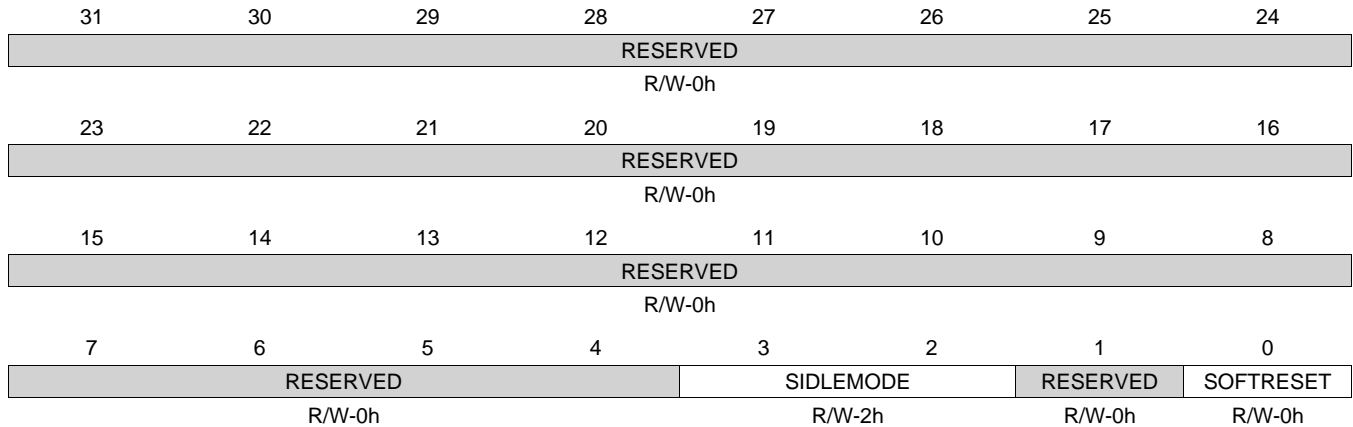 31 30 29 28 27 26 25 24
RESERVED
R/W-0h
23 22 21 20 19 18 17 16
RESERVED
R/W-0h
15 14 13 12 11 10 9 8
RESERVED
R/W-0h
7 6 5 4 3 2 1 0
RESERVED SIDLEMODE RESERVED SOFTRESET
R/W-0h R/W-2h R/W-0h R/W-0h